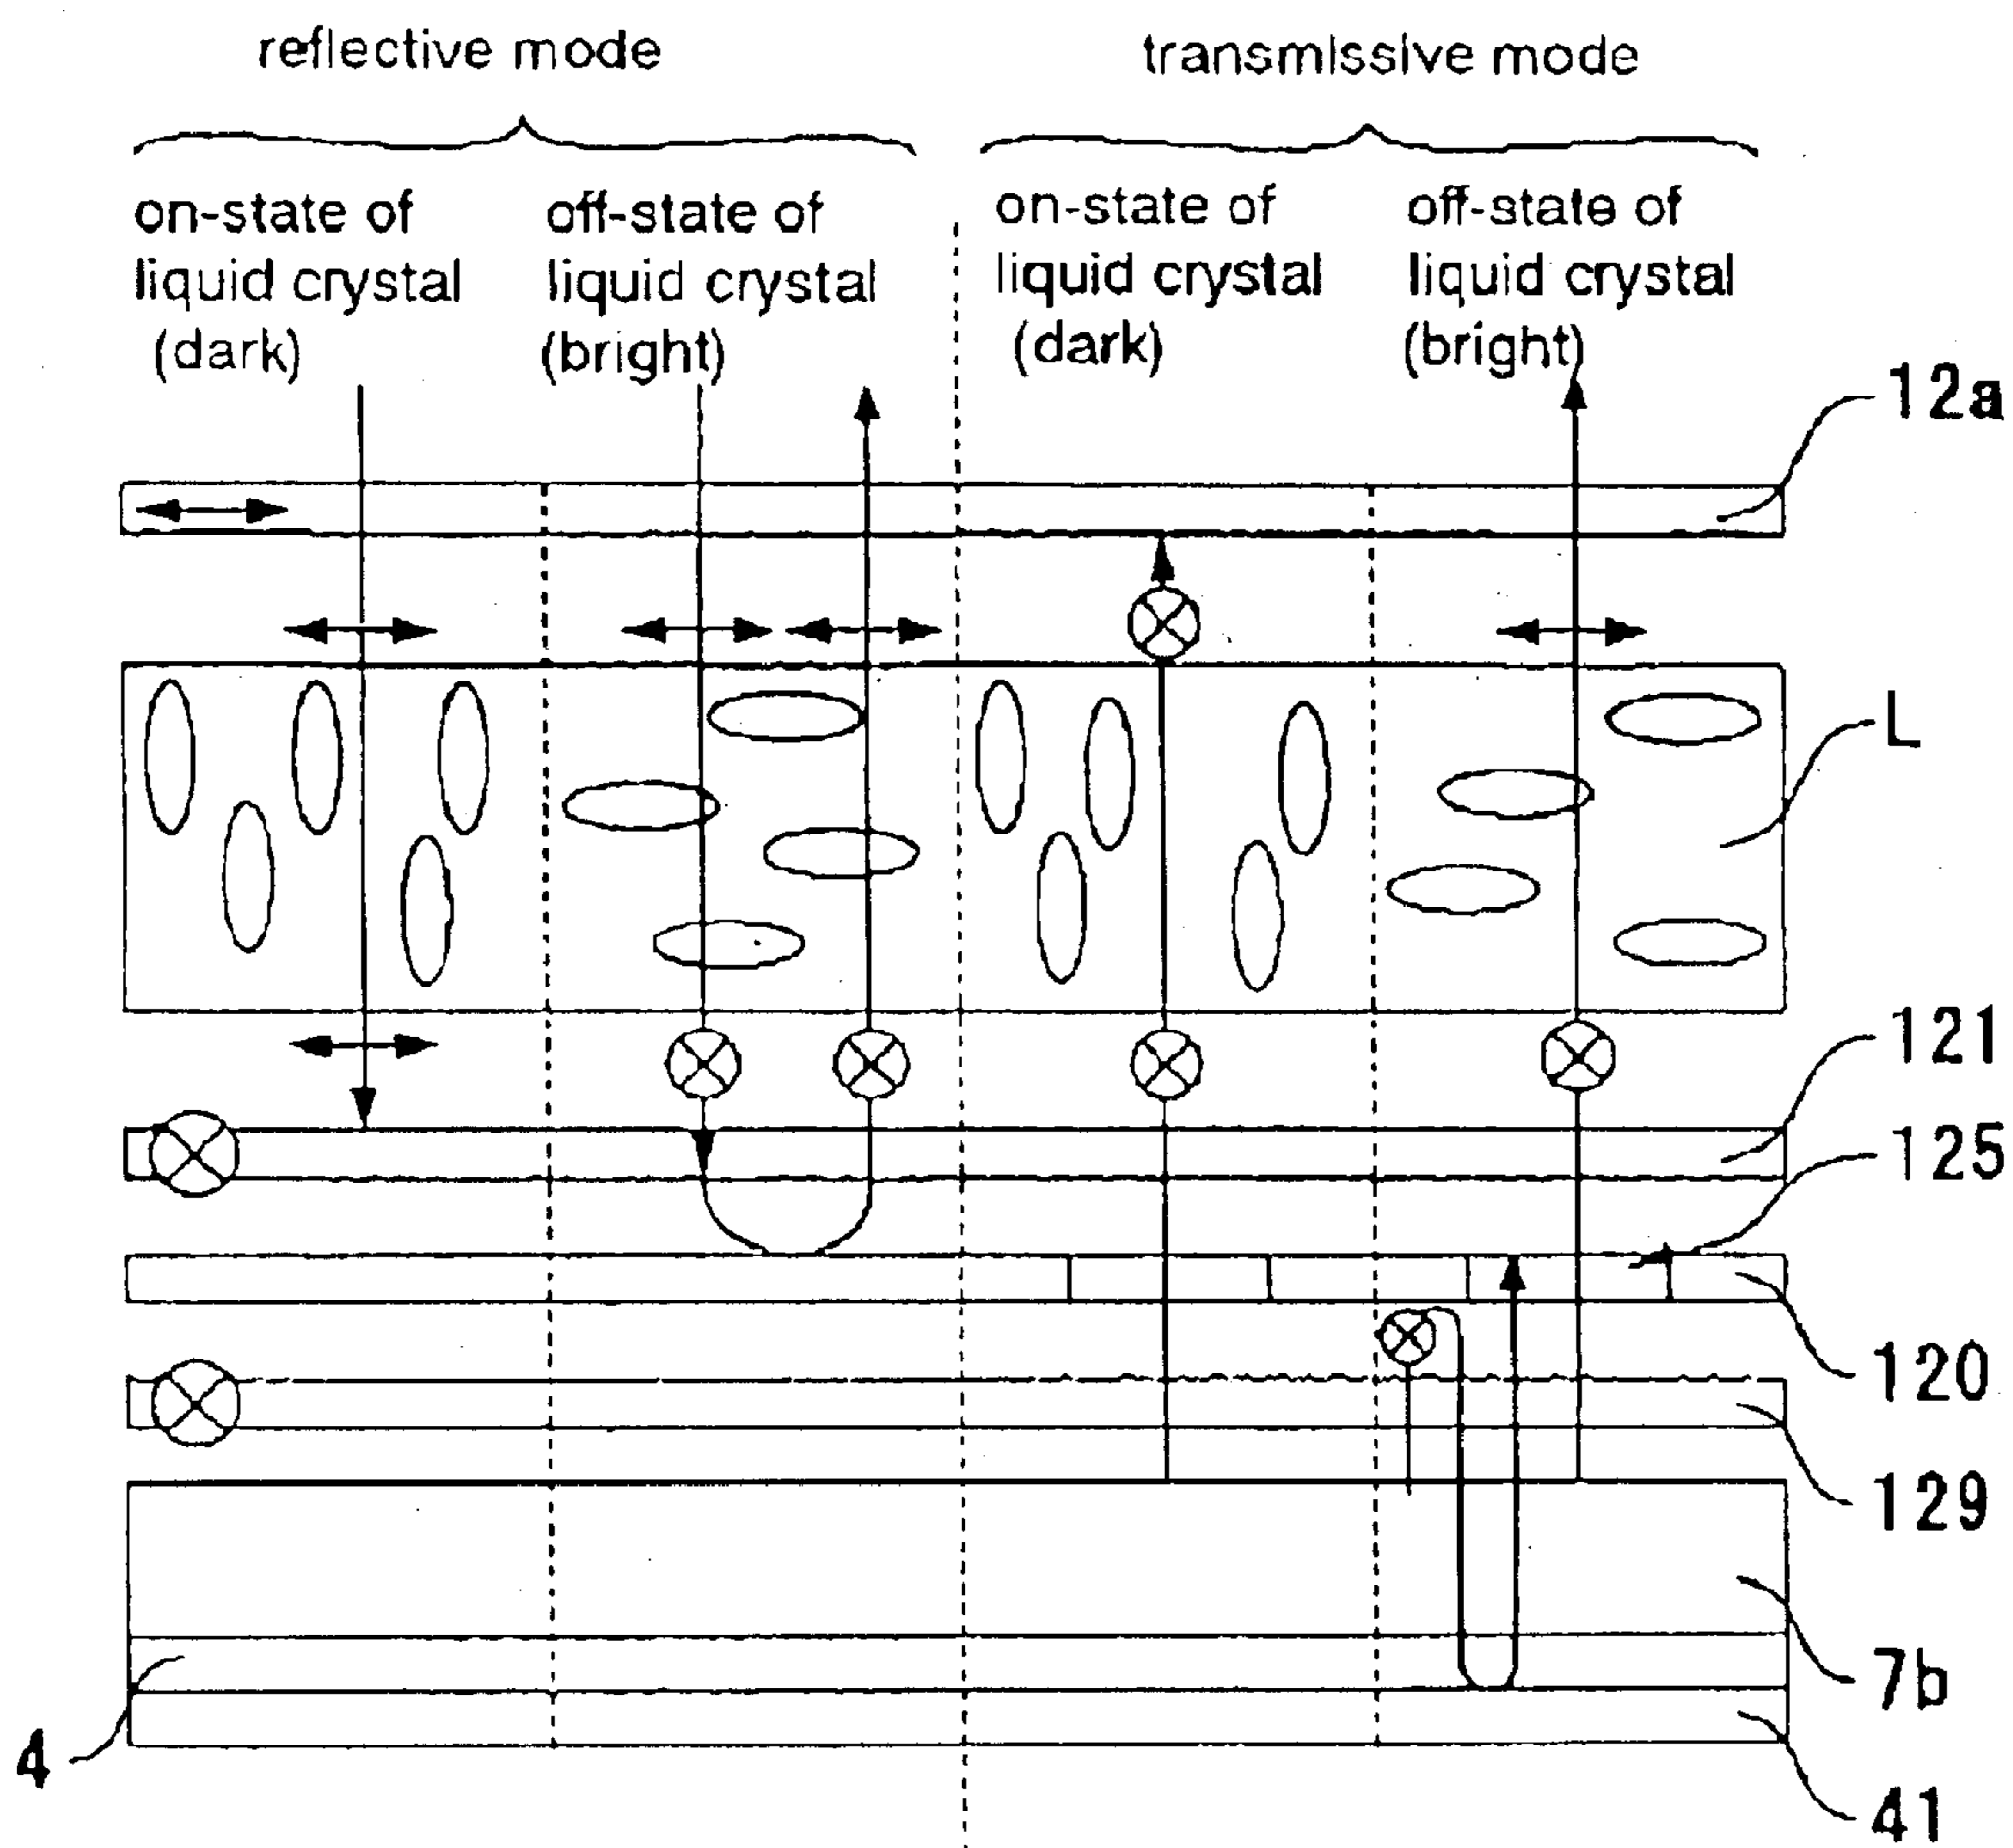 reflective mode
transmissive mode
on-state of
liquid crystal
(dark)
off-state of
liquid crystal
(bright)
on-state of
liquid crystal
(dark)
off-state of
liquid crystal
(bright)
12a
L
121
125
120
129
7b
4
41